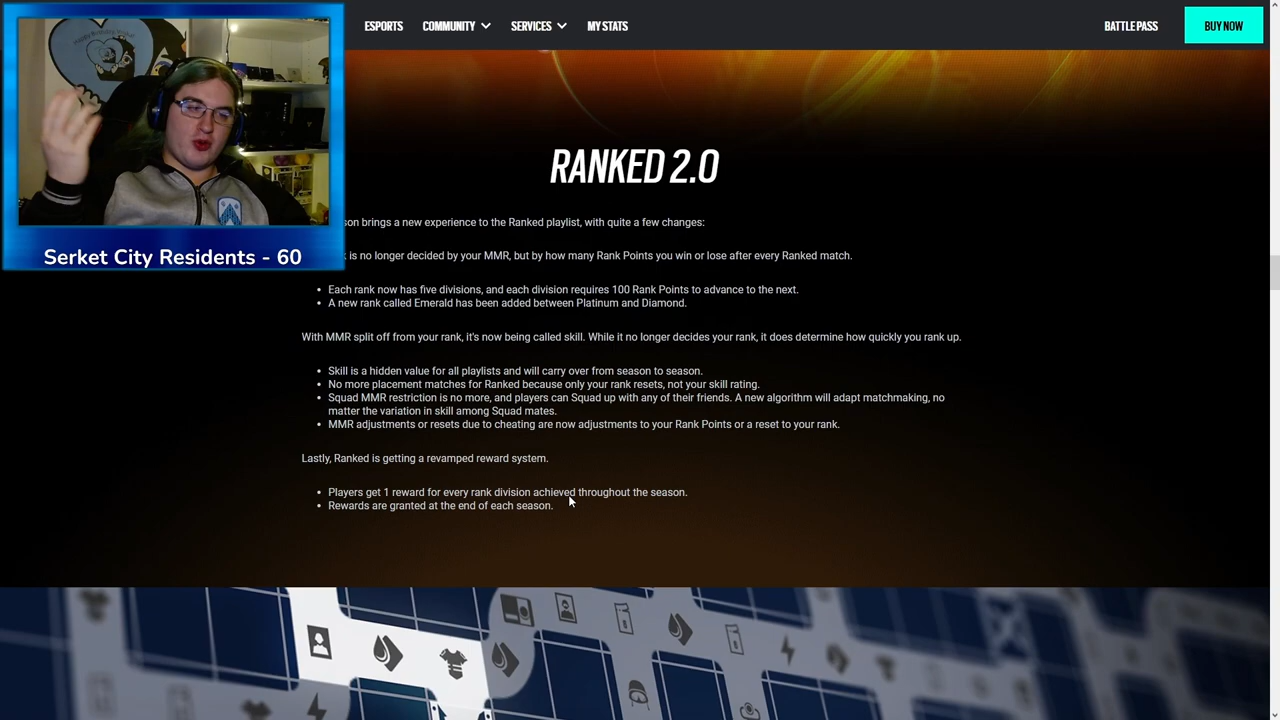 ESPORTS
COMMUNITY
SERVICES
MY STATS
BATTLE PASS
BUY NOW
Serket City Residents - 60
RANKED 2.0
son brings a new experience to the Ranked playlist, with quite a few changes:
is no longer decided by your MMR, but by how many Rank Points you win or lose after every Ranked match.
• Each rank now has five divisions, and each division requires 100 Rank Points to advance to the next.
• A new rank called Emerald has been added between Platinum and Diamond.
With MMR split off from your rank, it's now being called skill. While it no longer decides your rank, it does determine how quickly you rank up.
• Skill is a hidden value for all playlists and will carry over from season to season.
• No more placement matches for Ranked because only your rank resets, not your skill rating.
• Squad MMR restriction is no more, and players can Squad up with any of their friends. A new algorithm will adapt matchmaking, no
matter the variation in skill among Squad mates.
• MMR adjustments or resets due to cheating are now adjustments to your Rank Points or a reset to your rank.
Lastly, Ranked is getting a revamped reward system.
• Players get 1 reward for every rank division achieved throughout the season.
• Rewards are granted at the end of each season.